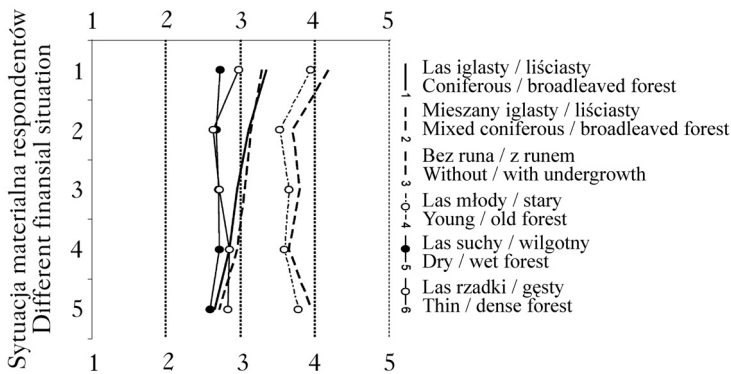 1 2 3 4 5
Sytuacja materialna respondentów
Different finansial situation
1
2
3
4
5
1 2 3 4 5
1 Las iglasty / liściasty
Coniferous / broadleaved forest
2 Mieszany iglasty / liściasty
Mixed coniferous / broadleaved forest
3 Bez runa / z runem
Without / with undergrowth
4 Las młody / stary
Young / old forest
5 Las suchy / wilgotny
Dry / wet forest
6 Las rzadki / gęsty
Thin / dense forest